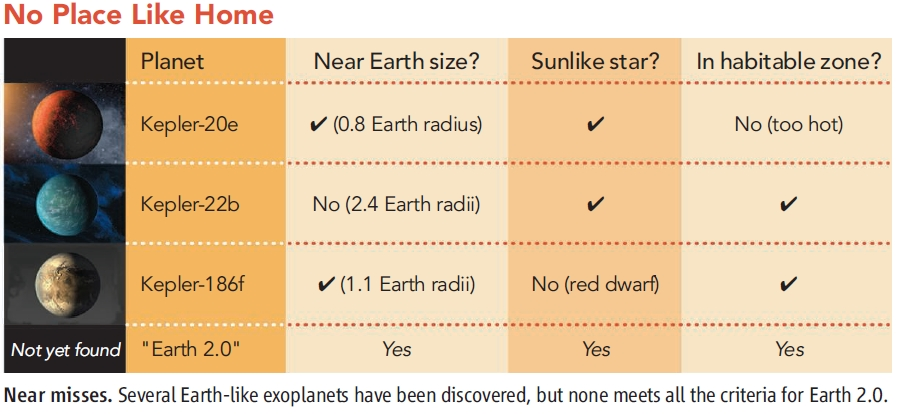 No Place Like Home
Planet Near Earth size? Sunlike star? In habitable zone?
Kepler-20e ✔ (0.8 Earth radius) ✔ No (too hot)
Kepler-22b No (2.4 Earth radii) ✔ ✔
Kepler-186f ✔ (1.1 Earth radii) No (red dwarf) ✔
Not yet found "Earth 2.0" Yes Yes Yes
Near misses. Several Earth-like exoplanets have been discovered, but none meets all the criteria for Earth 2.0.